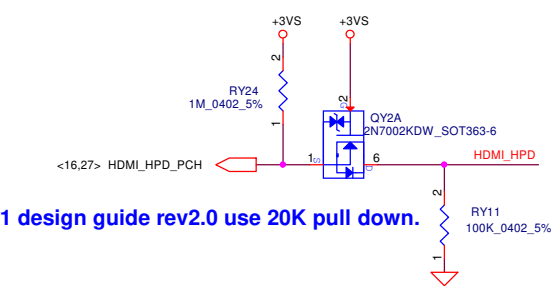 +3VS
+3VS
2
RY24
1M_0402_5%
1
2
G
QY2A
2N7002KDW_SOT363-6
<16,27> HDMI_HPD_PCH
1
S
6
D
HDMI_HPD
1 design guide rev2.0 use 20K pull down.
2
RY11
100K_0402_5%
1